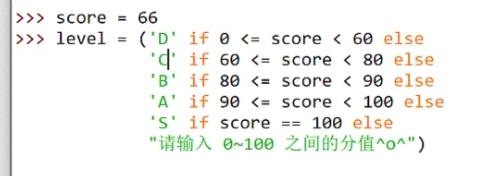 >>> score = 66
>>> level = ('D' if 0 <= score < 60 else
'C' if 60 <= score < 80 else
'B' if 80 <= score < 90 else
'A' if 90 <= score < 100 else
'S' if score == 100 else
"请输入 0~100 之间的分值^o^")